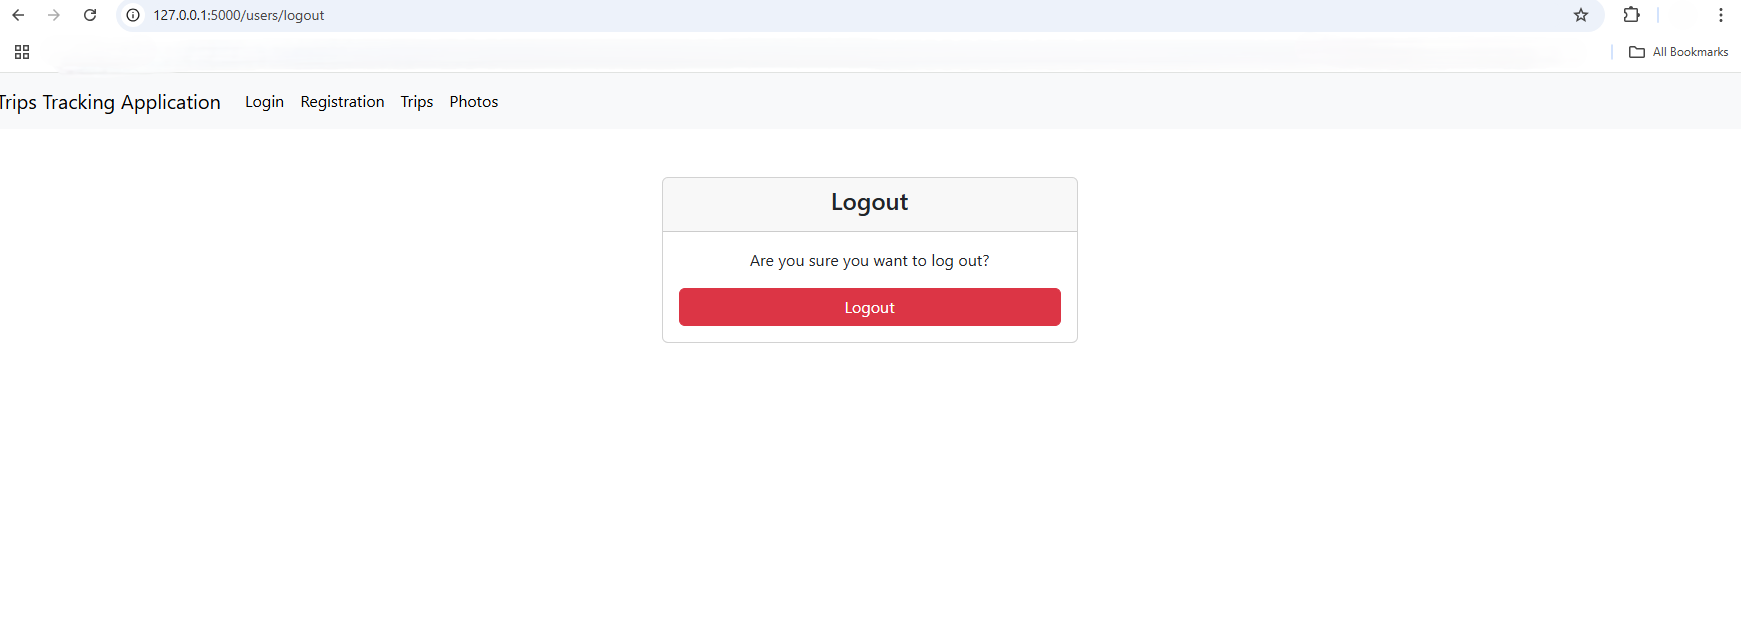 127.0.0.1:5000/users/logout
All Bookmarks
Trips Tracking Application Login Registration Trips Photos
Logout
Are you sure you want to log out?
Logout